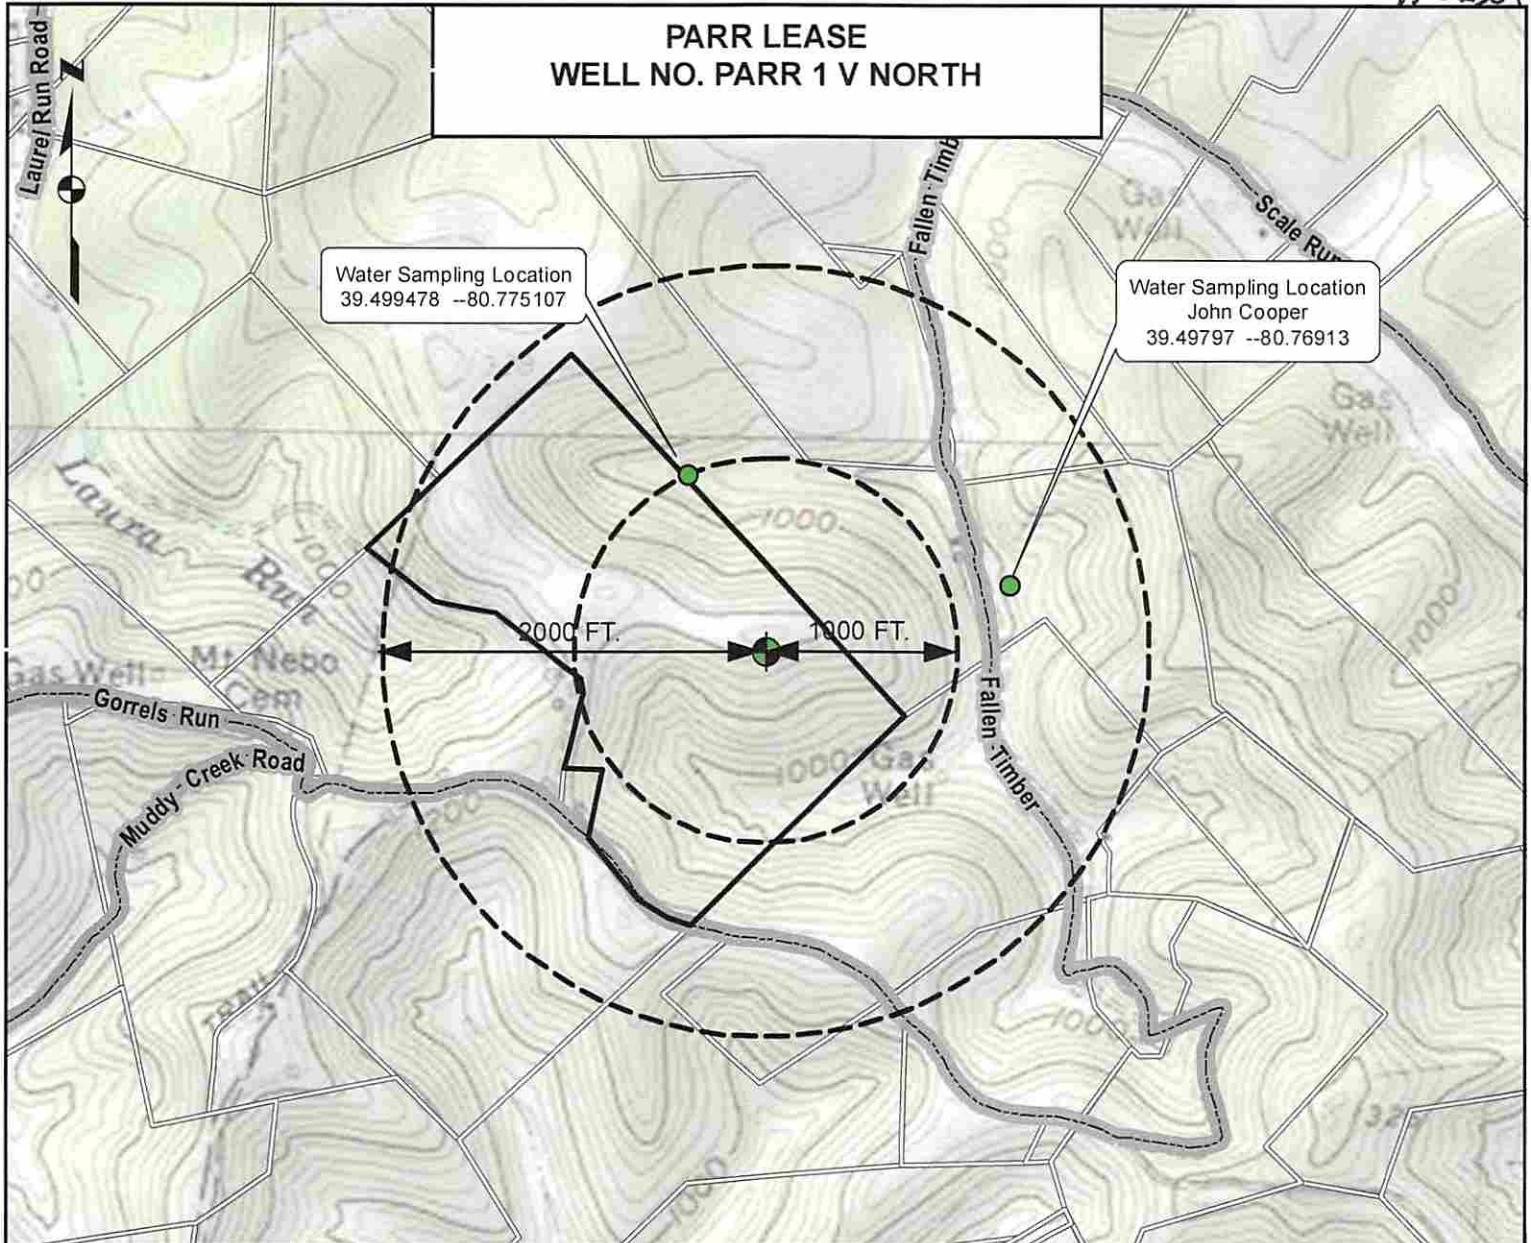 PARR LEASE
WELL NO. PARR 1 V NORTH
Laurel Run Road
N
Fallen Timb
Scale Run
Gas
Well
Water Sampling Location
39.499478 --80.775107
Water Sampling Location
John Cooper
39.49797 --80.76913
Gas
Well
Laura
Run
1000
1000
1000
2000 FT.
1000 FT.
Gas Well
Mt Nebo
Cem
Gorrels Run
Muddy Creek Road
Fallen Timber
1000
Gas
Well
TRAIL
1000
1000